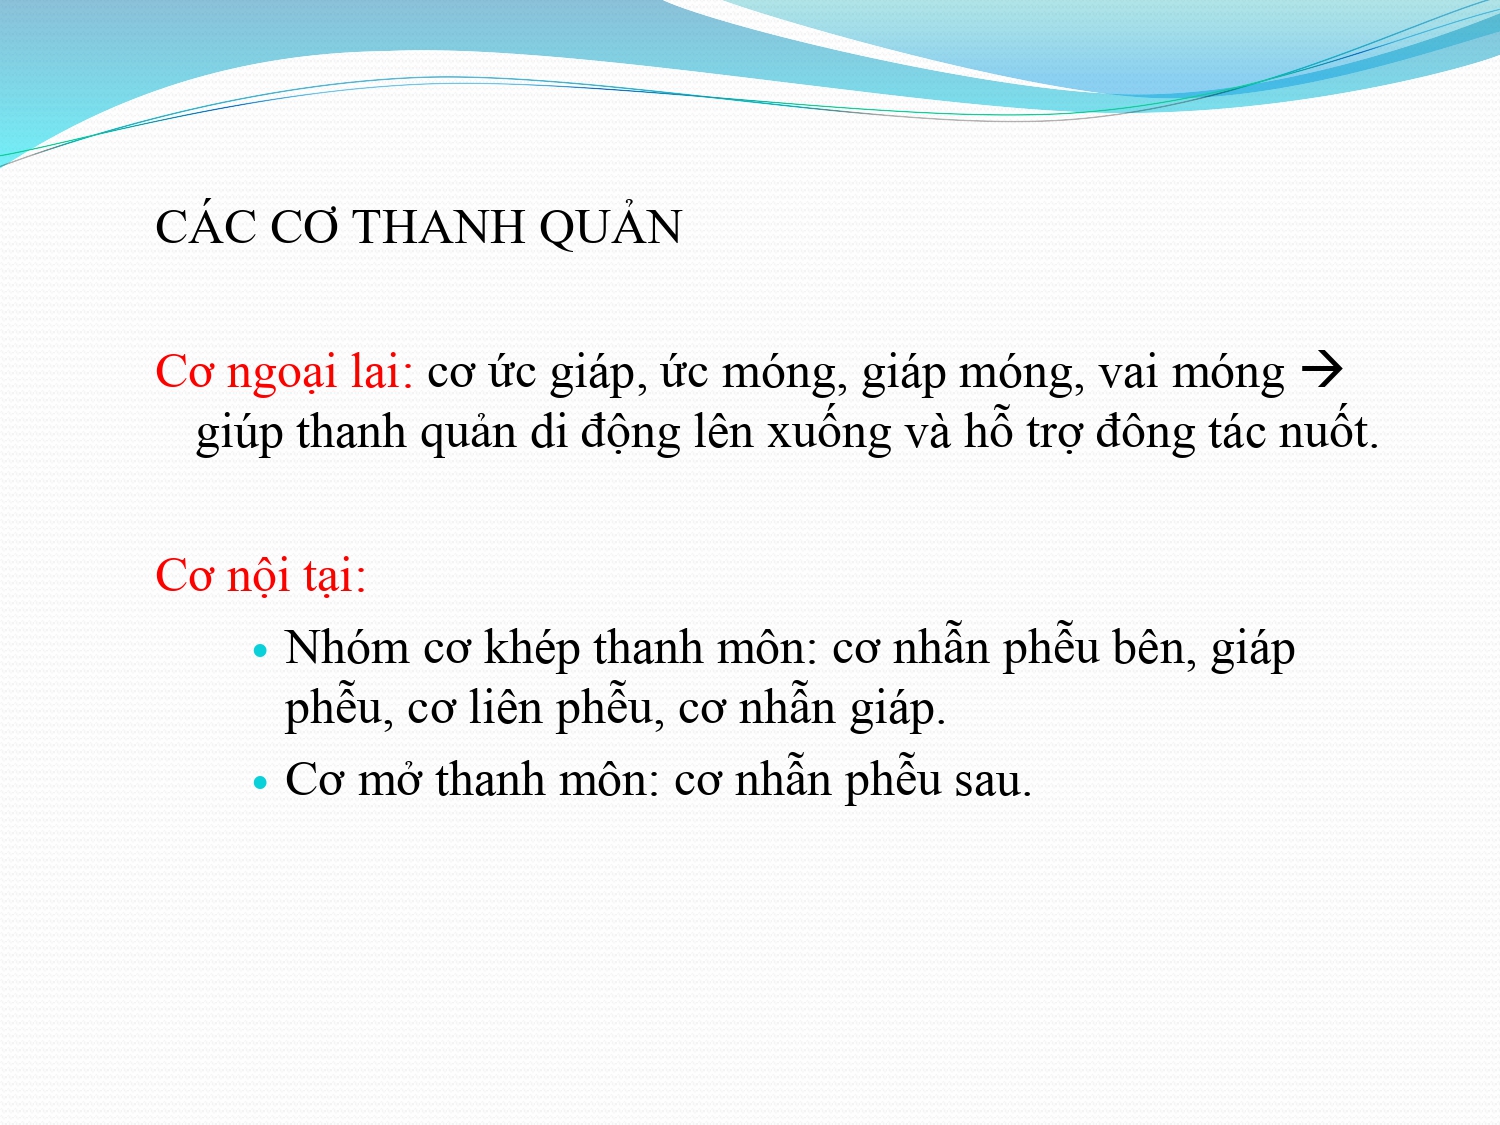 CÁC CƠ THANH QUẢN
Cơ ngoại lai: cơ ức giáp, ức móng, giáp móng, vai móng →
giúp thanh quản di động lên xuống và hỗ trợ đông tác nuốt.
Cơ nội tại:
• Nhóm cơ khép thanh môn: cơ nhẫn phễu bên, giáp
phễu, cơ liên phễu, cơ nhẫn giáp.
• Cơ mở thanh môn: cơ nhẫn phễu sau.